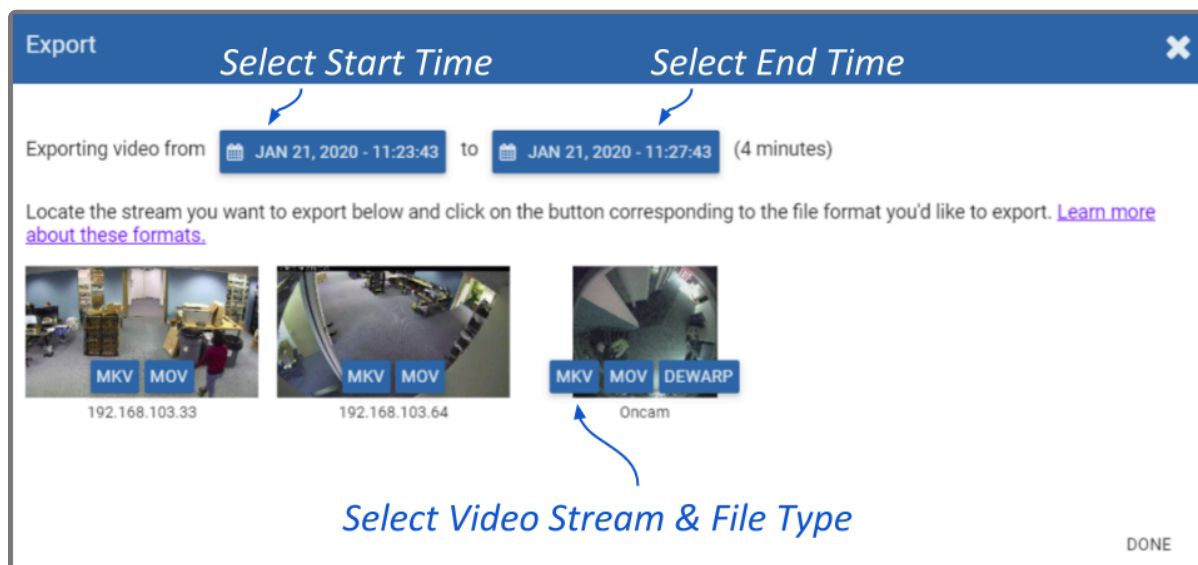 Export
Select Start Time
Select End Time
Exporting video from
JAN 21, 2020 - 11:23:43
to
JAN 21, 2020 - 11:27:43
(4 minutes)
Locate the stream you want to export below and click on the button corresponding to the file format you'd like to export. Learn more
about these formats.
MKV MOV
MKV MOV
MKV MOV DEWARP
192.168.103.33
192.168.103.64
Oncam
Select Video Stream & File Type
DONE